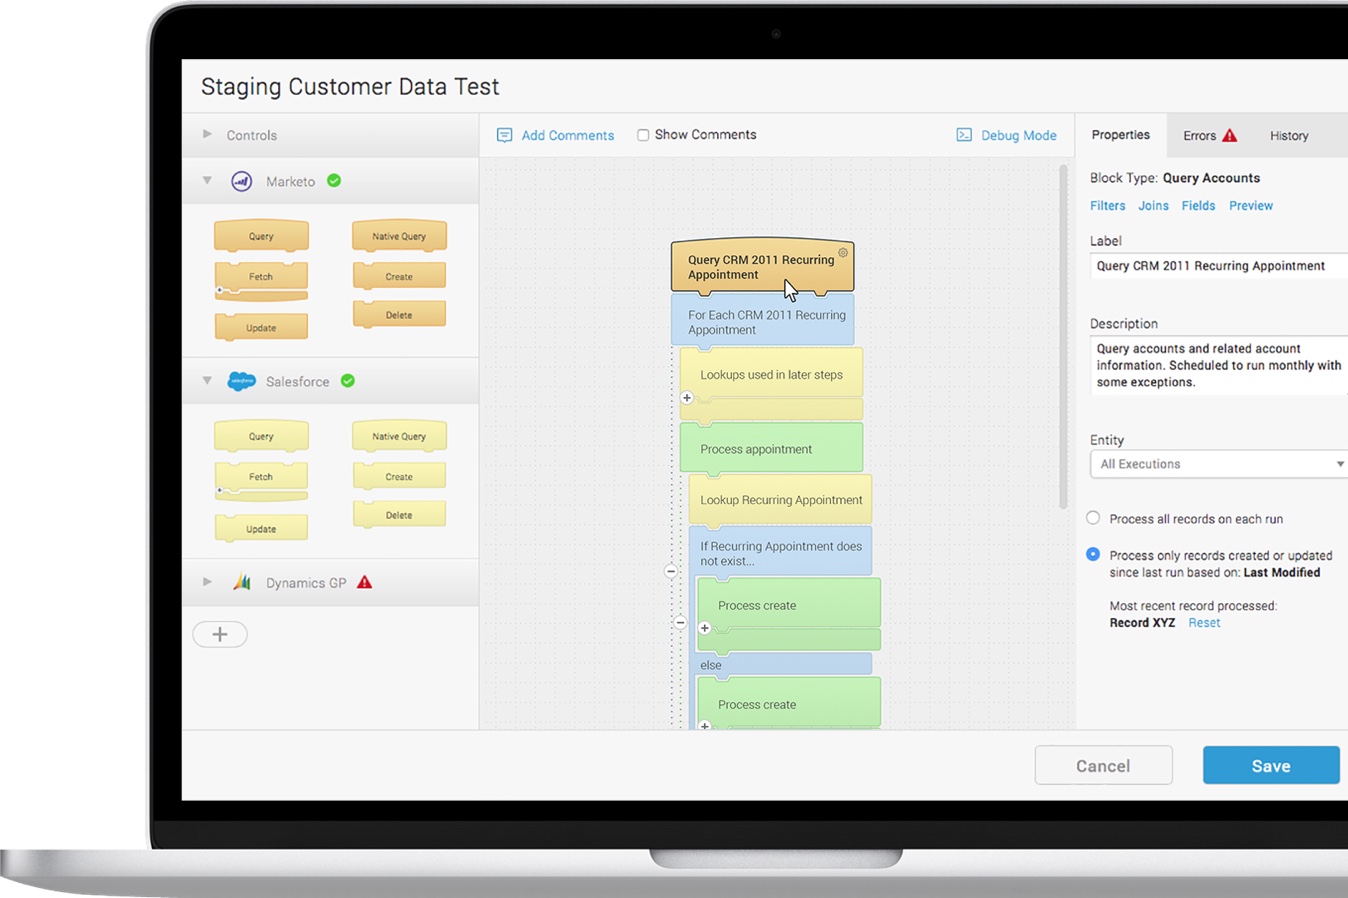 Staging Customer Data Test
Controls
Add Comments
Show Comments
Debug Mode
Properties
Errors
History
Marketo
Query
Native Query
Fetch
Create
Update
Delete
salesforce
Salesforce
Query
Native Query
Fetch
Create
Update
Delete
Dynamics GP
Query CRM 2011 Recurring
Appointment
For Each CRM 2011 Recurring
Appointment
Lookups used in later steps
Process appointment
Lookup Recurring Appointment
If Recurring Appointment does
not exist...
Process create
else
Process create
Block Type: Query Accounts
Filters
Joins
Fields
Preview
Label
Query CRM 2011 Recurring Appointment
Description
Query accounts and related account
information. Scheduled to run monthly with
some exceptions.
Entity
All Executions
Process all records on each run
Process only records created or updated
since last run based on: Last Modified
Most recent record processed:
Record XYZ Reset
Cancel
Save